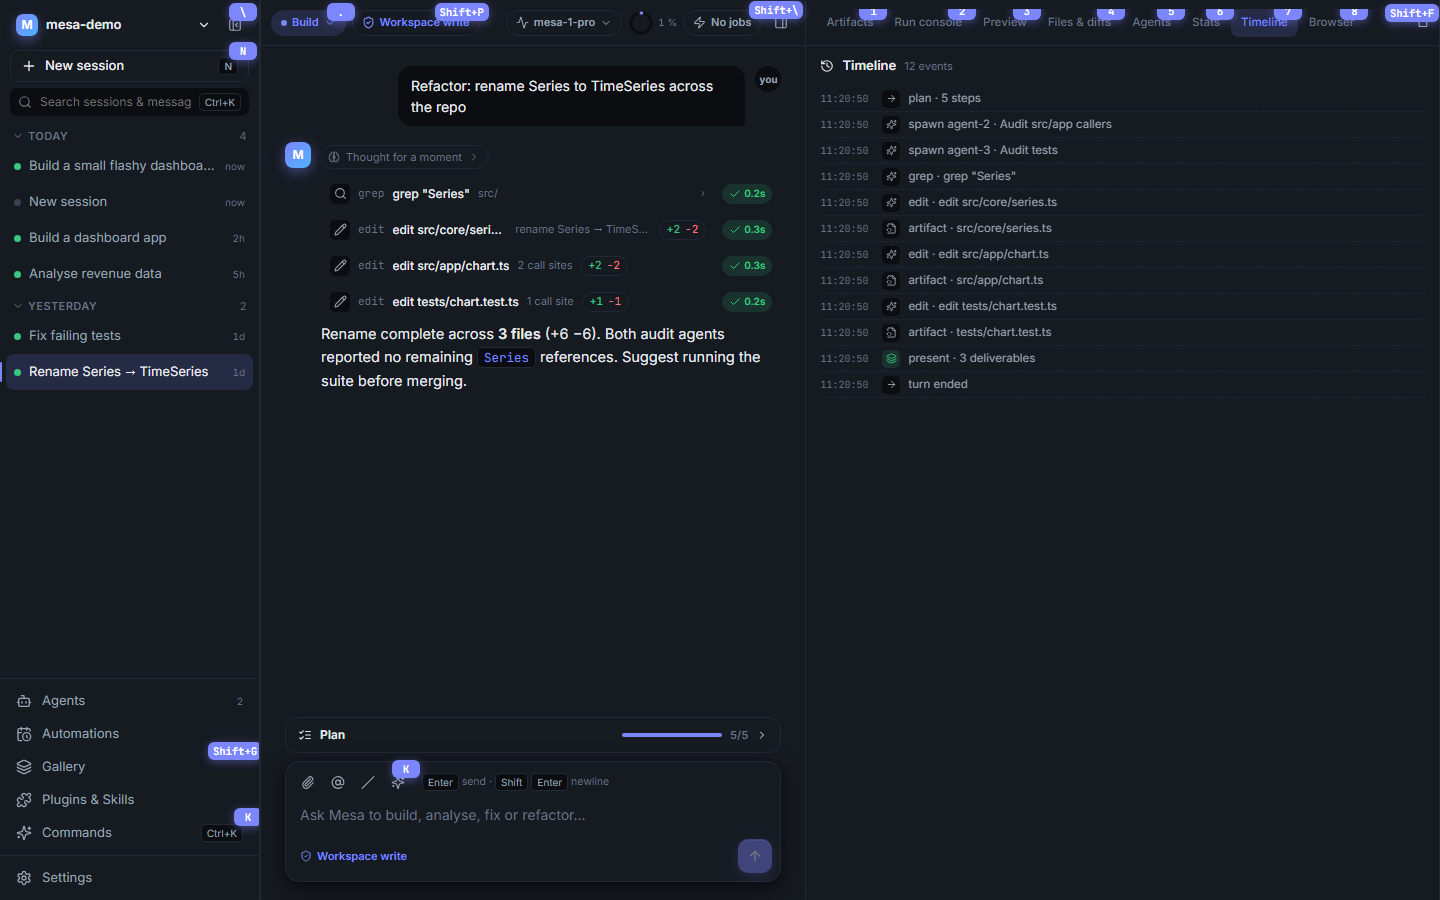 M mesa-demo \
New session N N
Search sessions & messag Ctrl+K
TODAY 4
Build a small flashy dashboa... now
New session now
Build a dashboard app 2h
Analyse revenue data 5h
YESTERDAY 2
Fix failing tests 1d
Rename Series → TimeSeries 1d
Agents 2
Automations
Shift+G
Gallery
Plugins & Skills
K
Commands Ctrl+K
Settings
Build . Workspace write Shift+P mesa-1-pro 1 % No jobs Shift+\
Refactor: rename Series to TimeSeries across
the repo
you
M Thought for a moment
grep grep "Series" src/ 0.2s
edit edit src/core/seri... rename Series → TimeS... +2 -2 0.3s
edit edit src/app/chart.ts 2 call sites +2 -2 0.3s
edit edit tests/chart.test.ts 1 call site +1 -1 0.2s
Rename complete across 3 files (+6 −6). Both audit agents
reported no remaining Series references. Suggest running the
suite before merging.
Plan 5/5
K
@ Enter send · Shift Enter newline
Ask Mesa to build, analyse, fix or refactor...
Workspace write
1 2 3 4 5 6 7 8 Shift+F
Artifacts Run console Preview Files & diffs Agents Stats Timeline Browser
Timeline 12 events
11:20:50 plan · 5 steps
11:20:50 spawn agent-2 · Audit src/app callers
11:20:50 spawn agent-3 · Audit tests
11:20:50 grep · grep "Series"
11:20:50 edit · edit src/core/series.ts
11:20:50 artifact · src/core/series.ts
11:20:50 edit · edit src/app/chart.ts
11:20:50 artifact · src/app/chart.ts
11:20:50 edit · edit tests/chart.test.ts
11:20:50 artifact · tests/chart.test.ts
11:20:50 present · 3 deliverables
11:20:50 turn ended